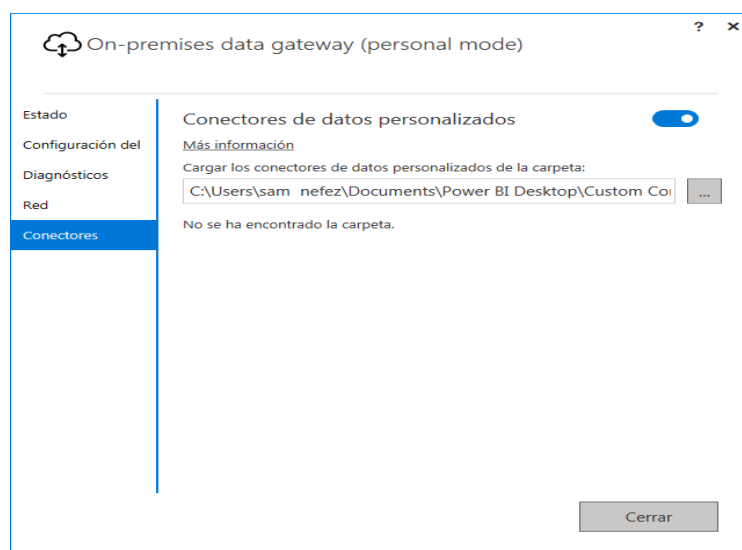 On-premises data gateway (personal mode)
? ×
Estado
Configuración del
Diagnósticos
Red
Conectores
Conectores de datos personalizados
Más información
Cargar los conectores de datos personalizados de la carpeta:
C:\Users\sam nefez\Documents\Power BI Desktop\Custom Co
...
No se ha encontrado la carpeta.
Cerrar